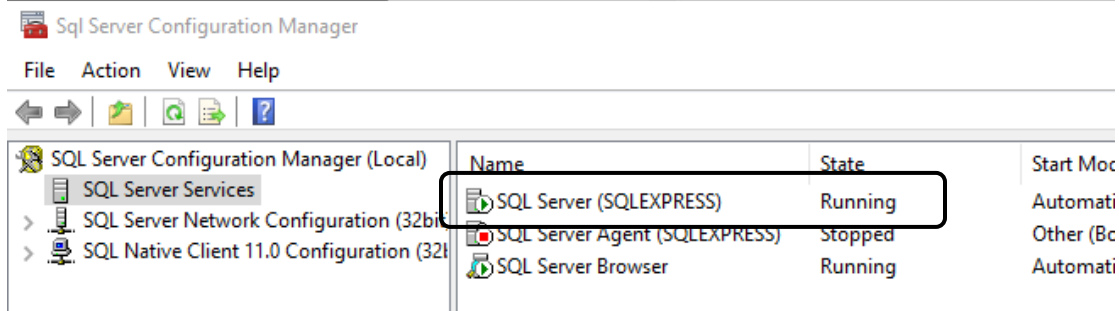 Sql Server Configuration Manager
File Action View Help
SQL Server Configuration Manager (Local)
SQL Server Services
SQL Server Network Configuration (32bit
SQL Native Client 11.0 Configuration (32b
Name State Start Mod
SQL Server (SQLEXPRESS) Running Automati
SQL Server Agent (SQLEXPRESS) Stopped Other (Bo
SQL Server Browser Running Automati